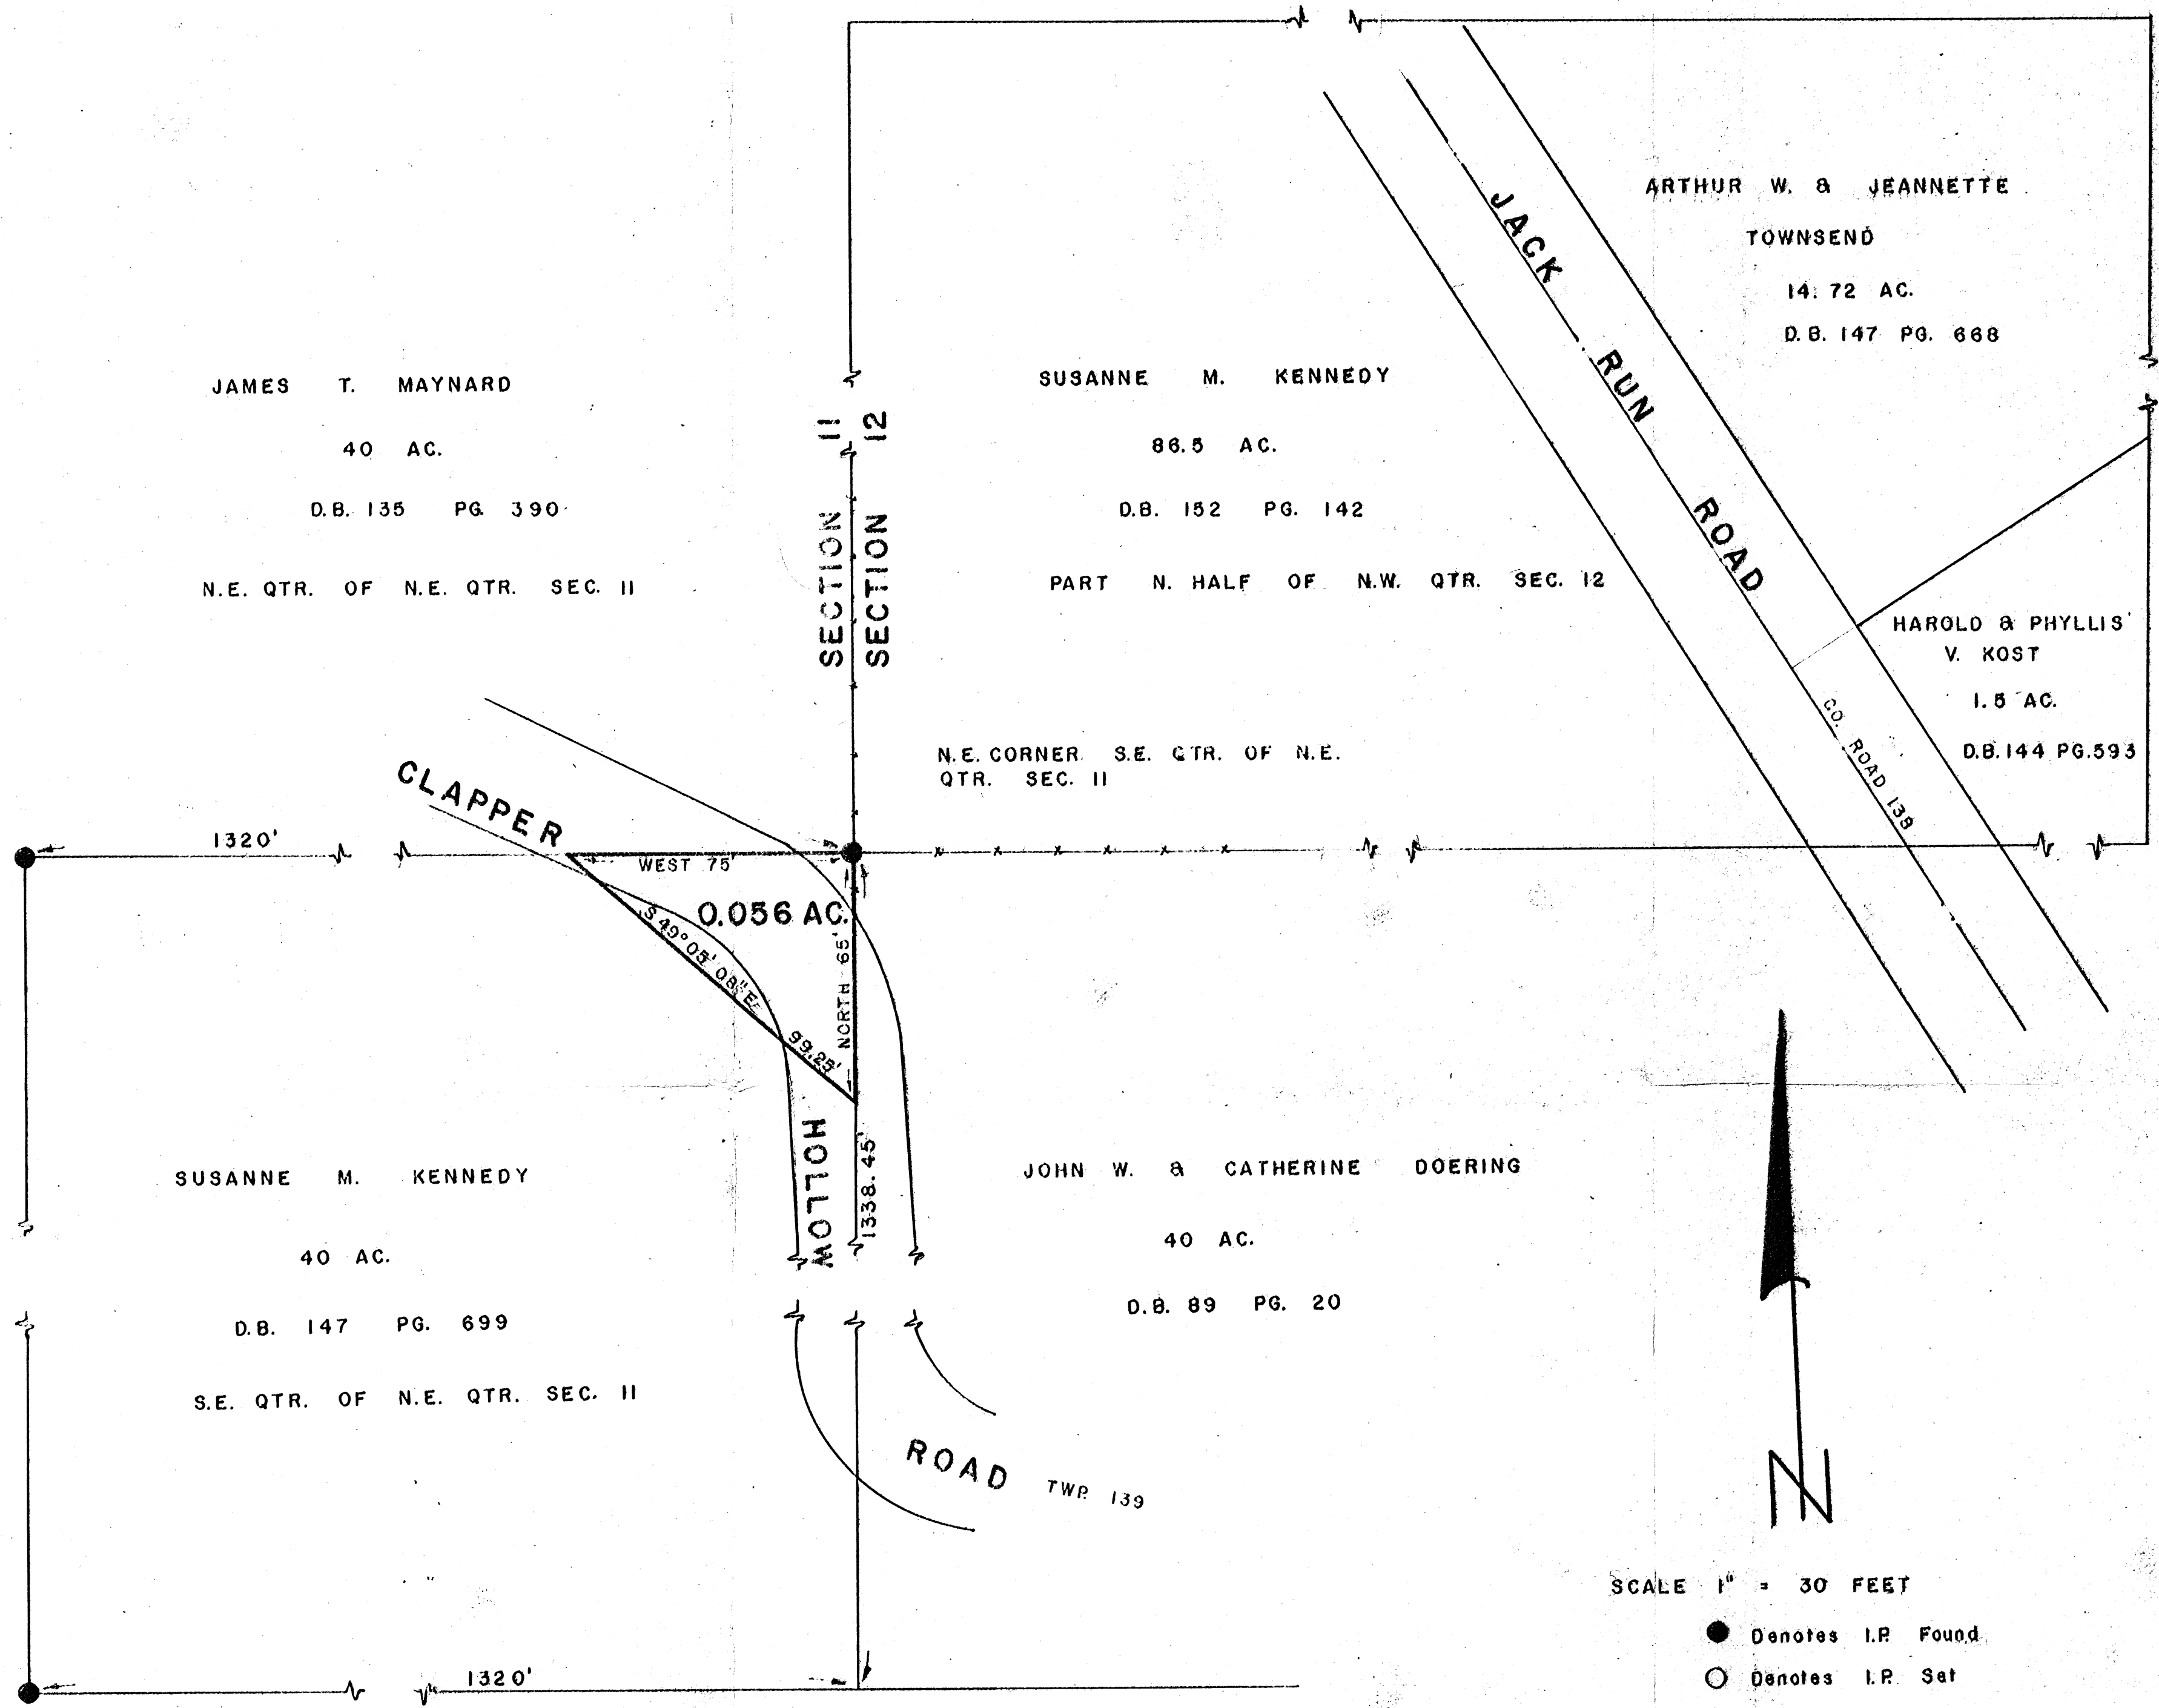 ARTHUR W. & JEANNETTE
TOWNSEND
14.72 AC.
D.B. 147 PG. 668
JACK RUN ROAD
CO. ROAD 139
JAMES T. MAYNARD
40 AC.
D.B. 135 PG. 390
N.E. QTR. OF N.E. QTR. SEC. 11
SECTION 11
SECTION 12
SUSANNE M. KENNEDY
86.5 AC.
D.B. 152 PG. 142
PART N. HALF OF N.W. QTR. SEC. 12
HAROLD & PHYLLIS
V. KOST
1.5 AC.
D.B. 144 PG. 593
N.E. CORNER S.E. QTR. OF N.E.
QTR. SEC. 11
CLAPPER
1320'
WEST 75'
0.056 AC.
S 49° 05' 08" E
99.25'
NORTH 65'
HOLLOW
1338.45'
SUSANNE M. KENNEDY
40 AC.
D.B. 147 PG. 699
S.E. QTR. OF N.E. QTR. SEC. 11
JOHN W. & CATHERINE DOERING
40 AC.
D.B. 89 PG. 20
ROAD TWP. 139
1320'
N
SCALE 1" = 30 FEET
Denotes I.P. Found
Denotes I.P. Set